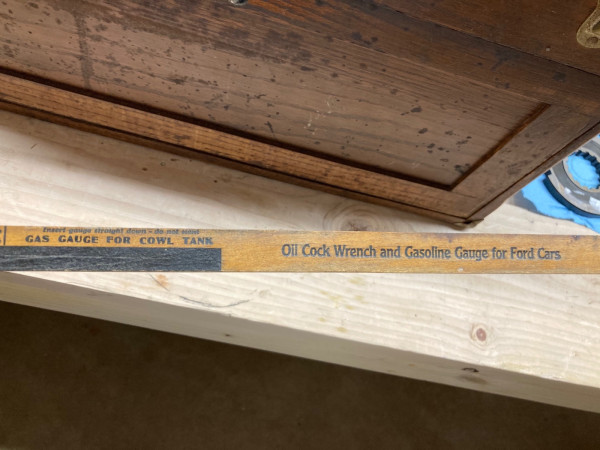 Insert gauge straight down - do not bend
GAS GAUGE FOR COWL TANK
Oil Cock Wrench and Gasoline Gauge for Ford Cars